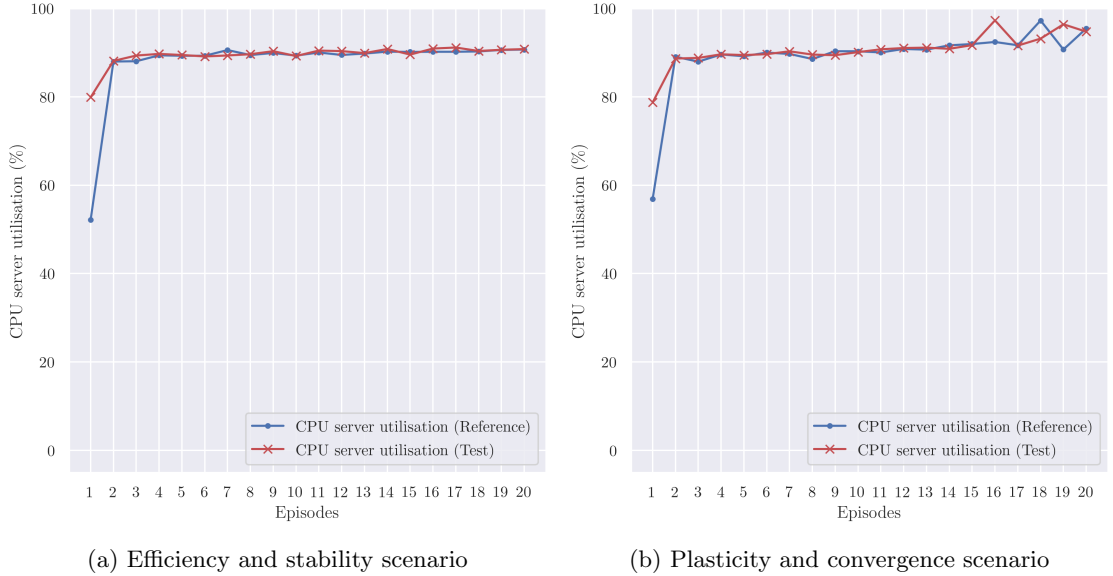 100
80
60
40
20
0
CPU server utilisation (%)
CPU server utilisation (Reference)
CPU server utilisation (Test)
1 2 3 4 5 6 7 8 9 10 11 12 13 14 15 16 17 18 19 20
Episodes
(a) Efficiency and stability scenario
100
80
60
40
20
0
CPU server utilisation (%)
CPU server utilisation (Reference)
CPU server utilisation (Test)
1 2 3 4 5 6 7 8 9 10 11 12 13 14 15 16 17 18 19 20
Episodes
(b) Plasticity and convergence scenario